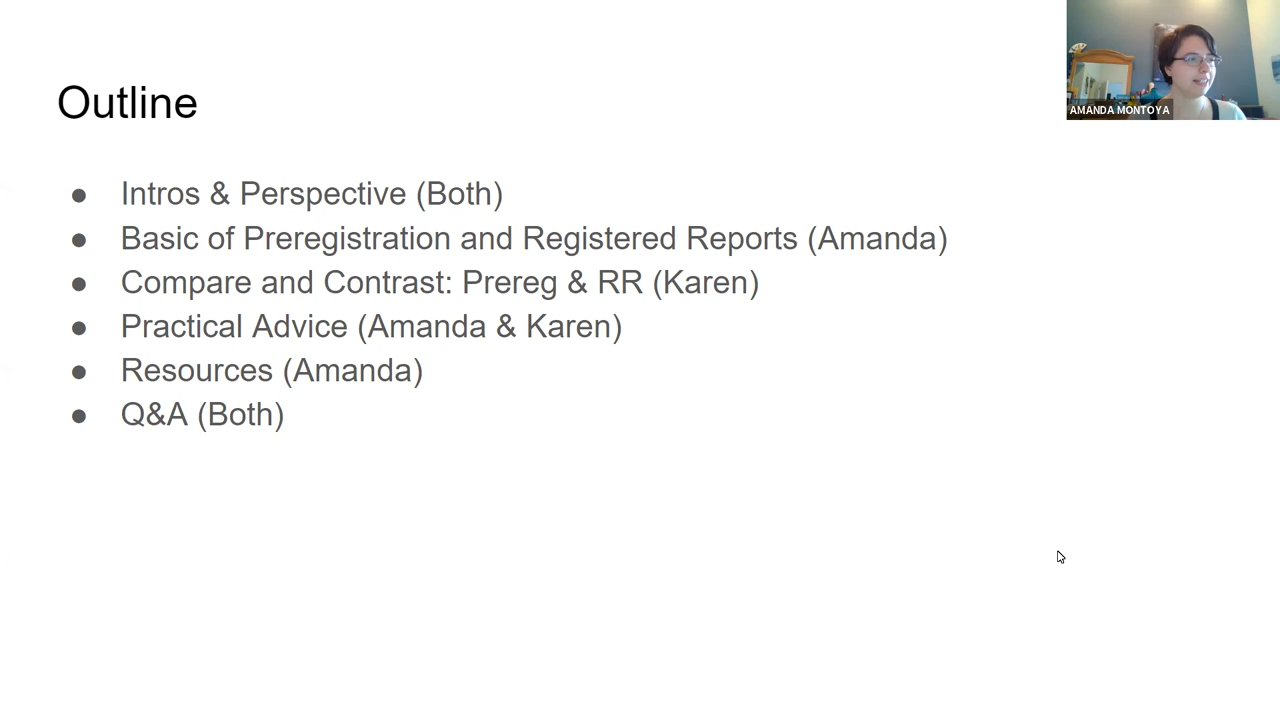 Outline
AMANDA MONTOYA
● Intros & Perspective (Both)
● Basic of Preregistration and Registered Reports (Amanda)
● Compare and Contrast: Prereg & RR (Karen)
● Practical Advice (Amanda & Karen)
● Resources (Amanda)
● Q&A (Both)